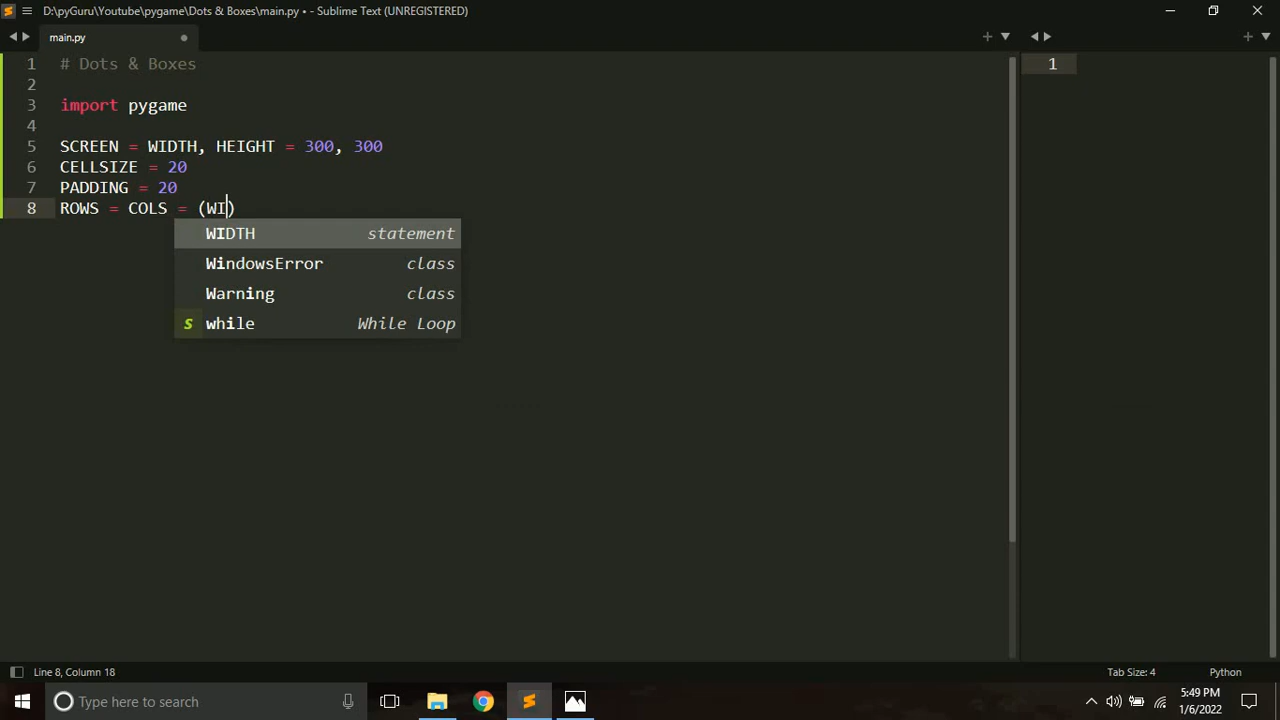 D:\pyGuru\Youtube\pygame\Dots & Boxes\main.py • - Sublime Text (UNREGISTERED)
main.py
1 # Dots & Boxes 1
2
3 import pygame
4
5 SCREEN = WIDTH, HEIGHT = 300, 300
6 CELLSIZE = 20
7 PADDING = 20
8 ROWS = COLS = (WI)
WIDTH statement
WindowsError class
Warning class
s while While Loop
Line 8, Column 18 Tab Size: 4 Python
Type here to search
5:49 PM
1/6/2022